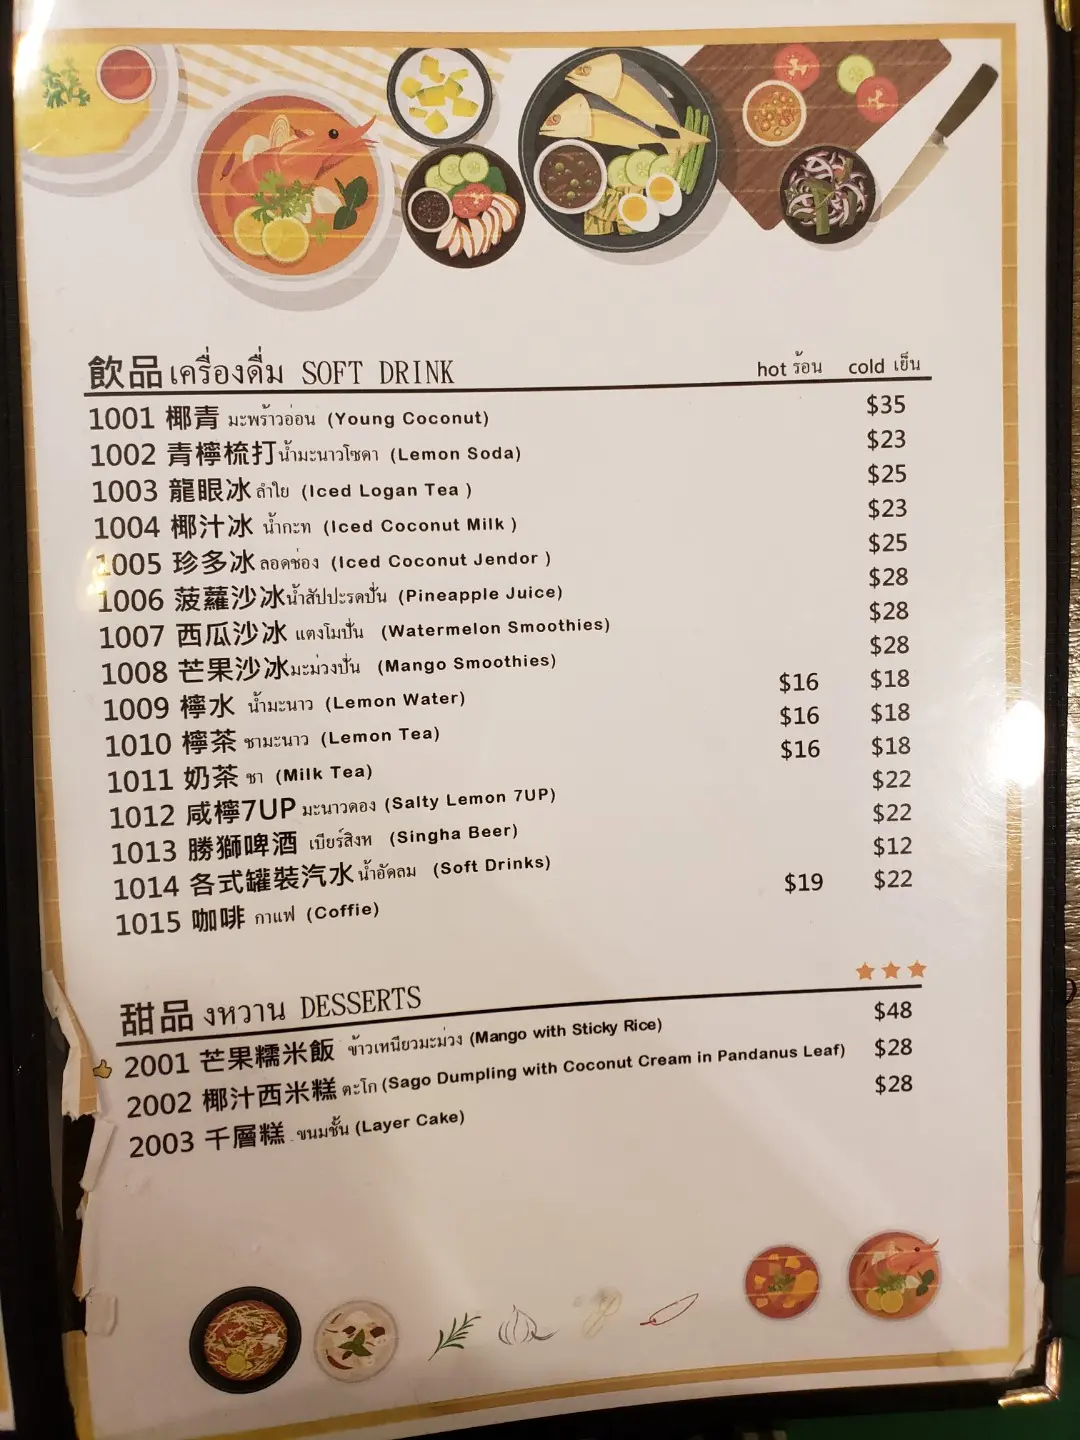 飲品 เครื่องดื่ม SOFT DRINK hot ร้อน cold เย็น
1001 椰青 มะพร้าวอ่อน (Young Coconut) $35
1002 青檸梳打 น้ำมะนาวโซดา (Lemon Soda) $23
1003 龍眼冰 ลำใย (Iced Logan Tea ) $25
1004 椰汁冰 น้ำกะท (Iced Coconut Milk ) $23
1005 珍多冰 ลอดช่อง (Iced Coconut Jendor ) $25
1006 菠蘿沙冰 น้ำสัปปะรดปั่น (Pineapple Juice) $28
1007 西瓜沙冰 แตงโมปั่น (Watermelon Smoothies) $28
1008 芒果沙冰 มะม่วงปั่น (Mango Smoothies) $28
1009 檸水 น้ำมะนาว (Lemon Water) $16 $18
1010 檸茶 ชามะนาว (Lemon Tea) $16 $18
1011 奶茶 ชา (Milk Tea) $16 $18
1012 咸檸7UP มะนาวดอง (Salty Lemon 7UP) $22
1013 勝獅啤酒 เบียร์สิงห (Singha Beer) $22
1014 各式罐裝汽水 น้ำอัดลม (Soft Drinks) $12
1015 咖啡 กาแฟ (Coffie) $19 $22
甜品 งหวาน DESSERTS
2001 芒果糯米飯 ข้าวเหนียวมะม่วง (Mango with Sticky Rice) $48
2002 椰汁西米糕 ตะโก (Sago Dumpling with Coconut Cream in Pandanus Leaf) $28
2003 千層糕 ขนมชั้น (Layer Cake) $28